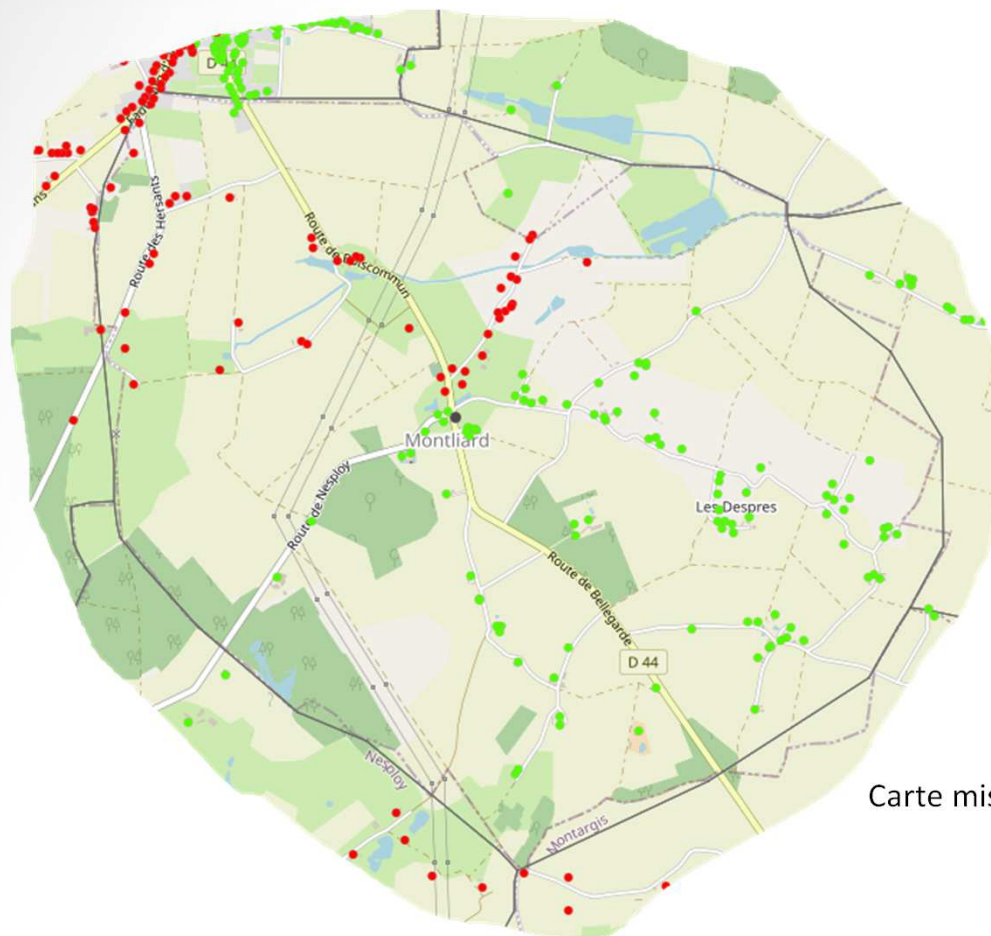 Route des Hersants
Route de Boiscommun
Montliard
Les Despres
Route de Nesploy
Route de Bellegarde
D 44
Nesploy
Montargis
Carte mis